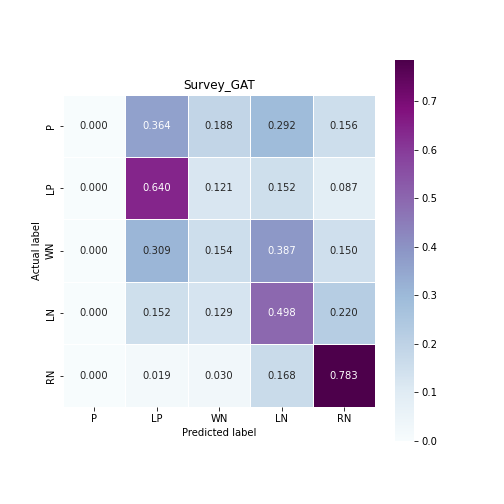 Survey_GAT
P 0.000 0.364 0.188 0.292 0.156
LP 0.000 0.640 0.121 0.152 0.087
WN 0.000 0.309 0.154 0.387 0.150
LN 0.000 0.152 0.129 0.498 0.220
RN 0.000 0.019 0.030 0.168 0.783
P LP WN LN RN
Actual label
Predicted label
0.7
0.6
0.5
0.4
0.3
0.2
0.1
0.0